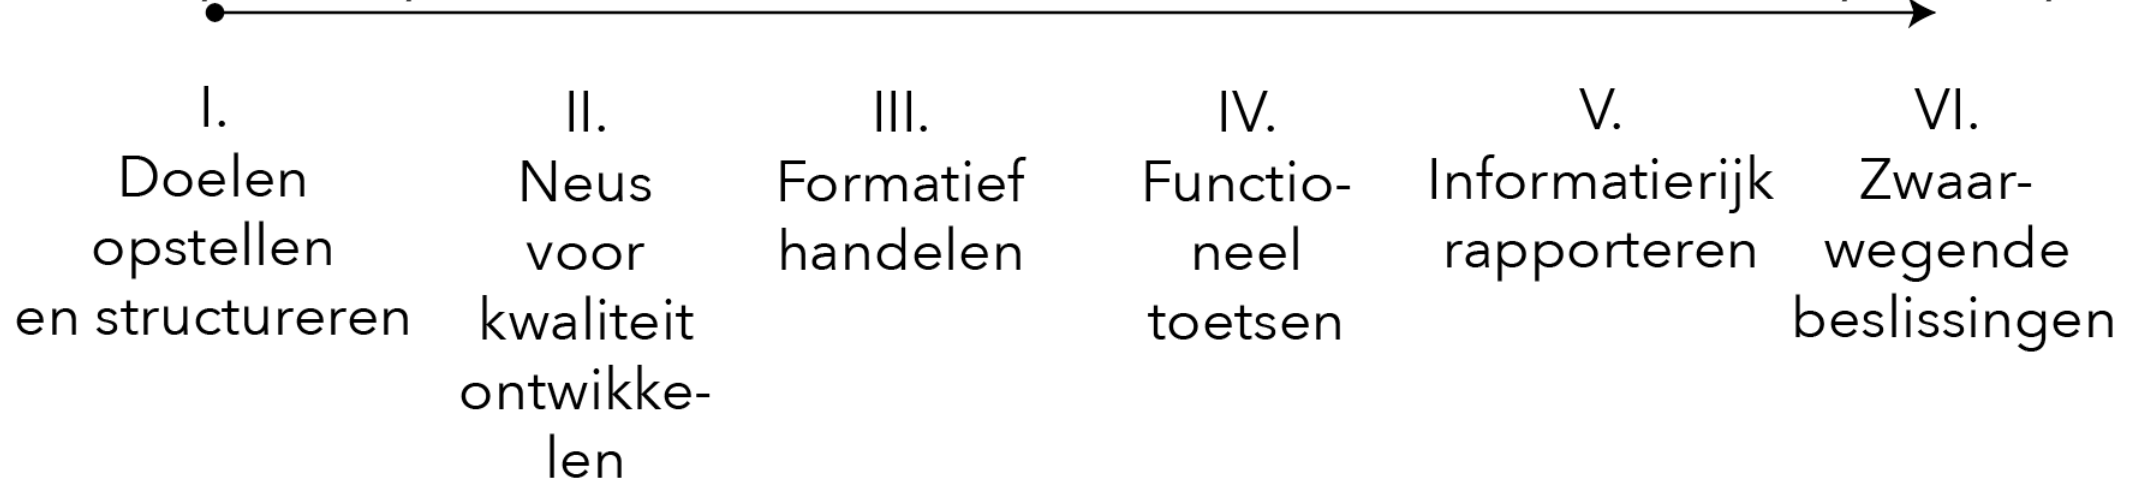 I.
Doelen
opstellen
en structureren
II.
Neus
voor
kwaliteit
ontwikke-
len
III.
Formatief
handelen
IV.
Functio-
neel
toetsen
V.
Informatierijk
rapporteren
VI.
Zwaar-
wegende
beslissingen